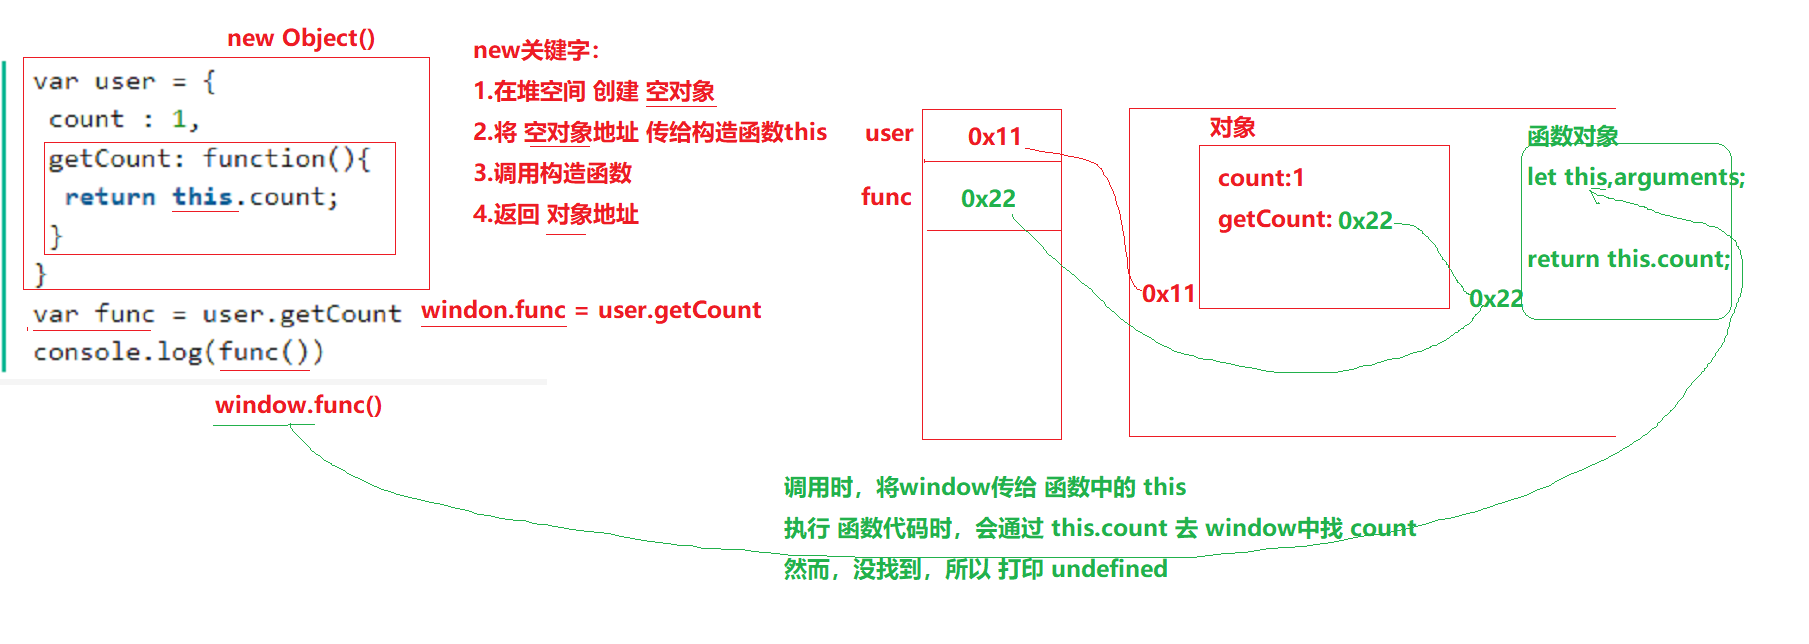 new Object()
var user = {
count : 1,
getCount: function(){
return this.count;
}
}
var func = user.getCount
console.log(func())
windon.func = user.getCount
window.func()
new关键字:
1.在堆空间 创建 空对象
2.将 空对象地址 传给构造函数this
3.调用构造函数
4.返回 对象地址
user
0x11
func
0x22
对象
count:1
getCount: 0x22
0x11
函数对象
let this,arguments;
return this.count;
0x22
调用时，将window传给 函数中的 this
执行 函数代码时，会通过 this.count 去 window中找 count
然而，没找到，所以 打印 undefined